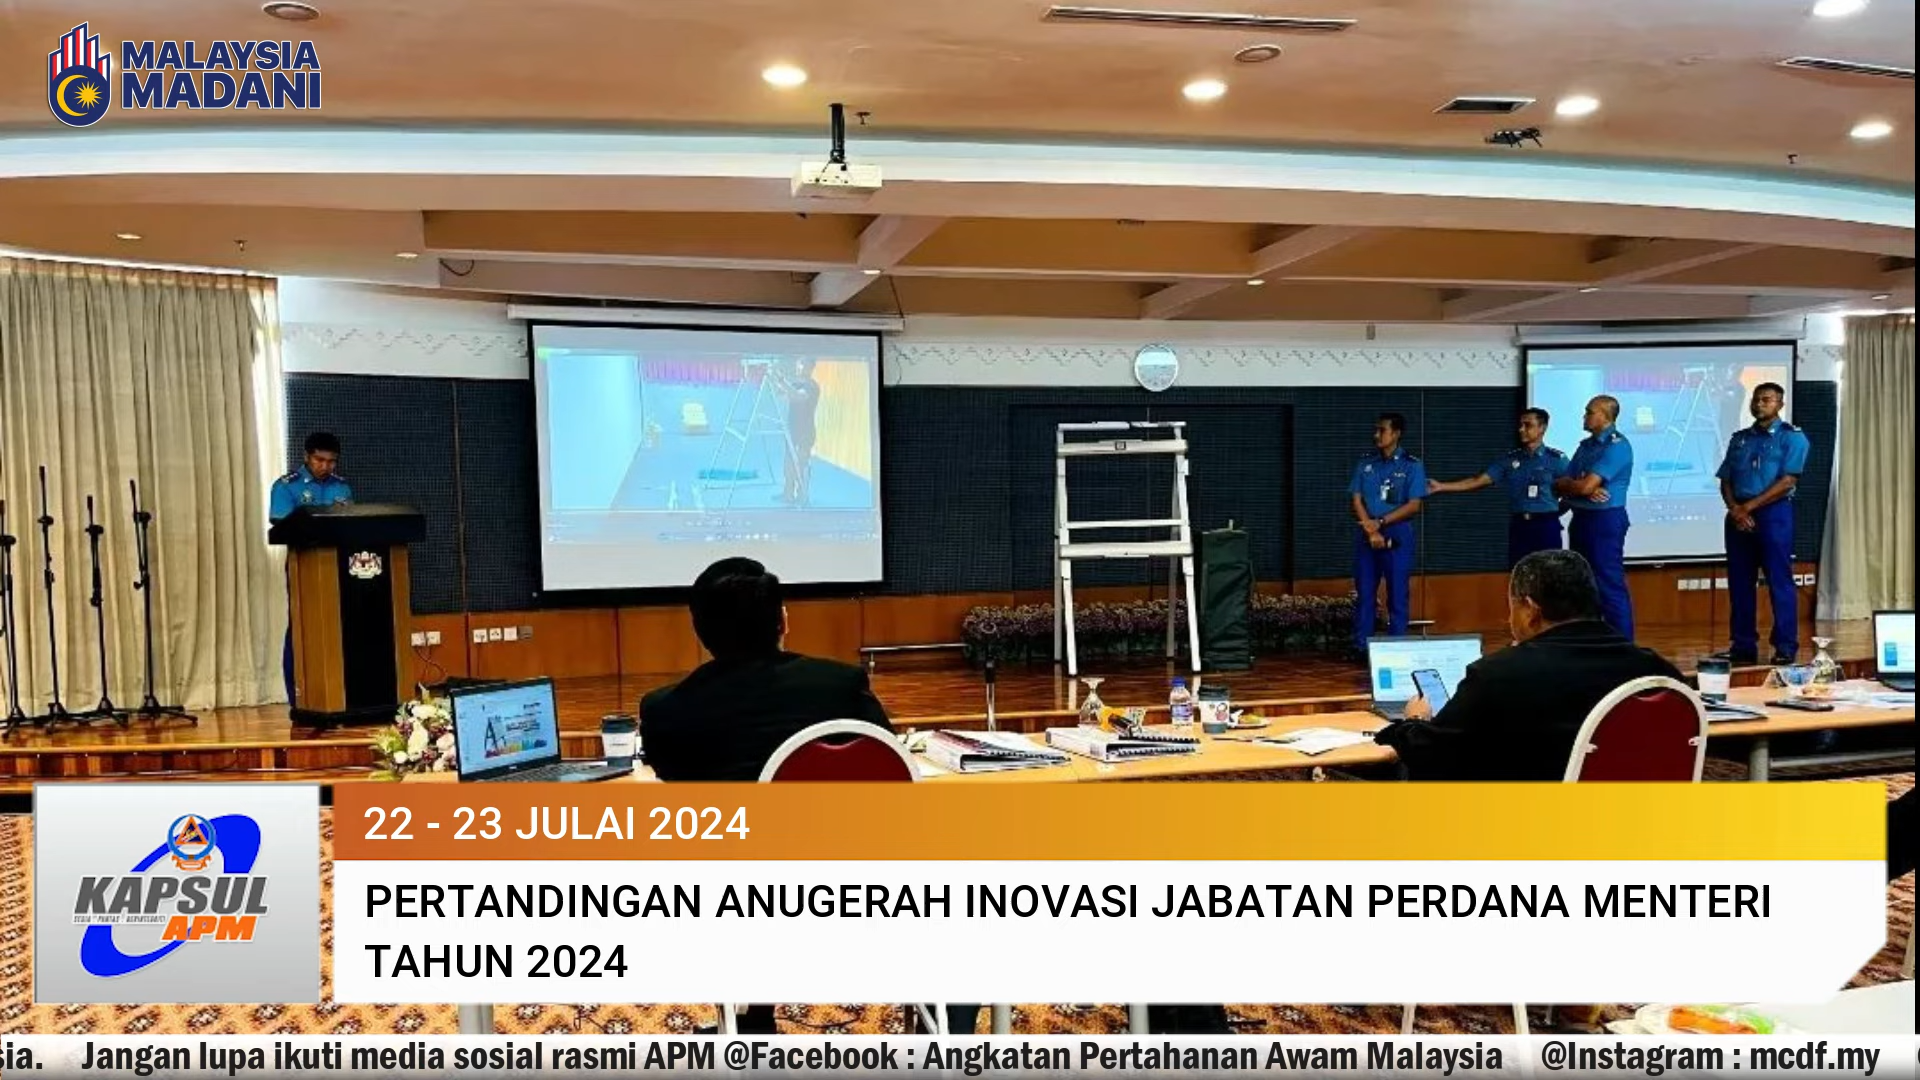 MALAYSIA
MADANI
22 - 23 JULAI 2024
KAPSUL
APM
PERTANDINGAN ANUGERAH INOVASI JABATAN PERDANA MENTERI
TAHUN 2024
sia. Jangan lupa ikuti media sosial rasmi APM @Facebook : Angkatan Pertahanan Awam Malaysia @Instagram : mcdf.my